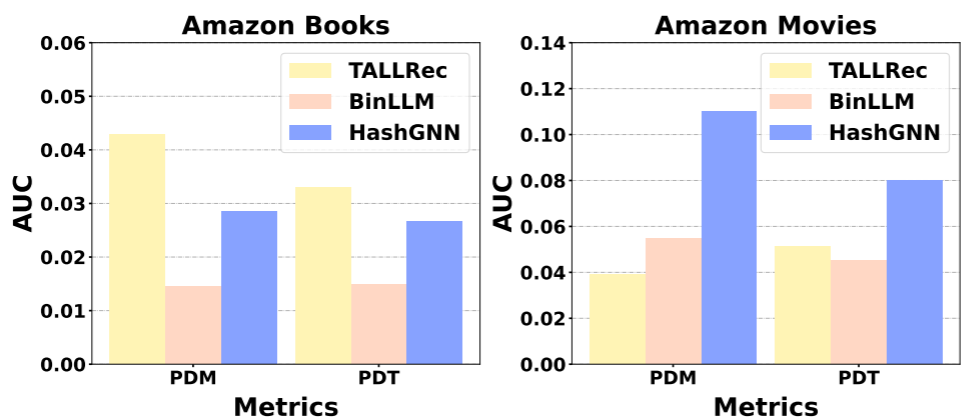 Amazon Books
0.06
0.05
0.04
0.03
0.02
0.01
0.00
AUC
TALLRec
BinLLM
HashGNN
PDM
PDT
Metrics
Amazon Movies
0.14
0.12
0.10
0.08
0.06
0.04
0.02
0.00
AUC
TALLRec
BinLLM
HashGNN
PDM
PDT
Metrics